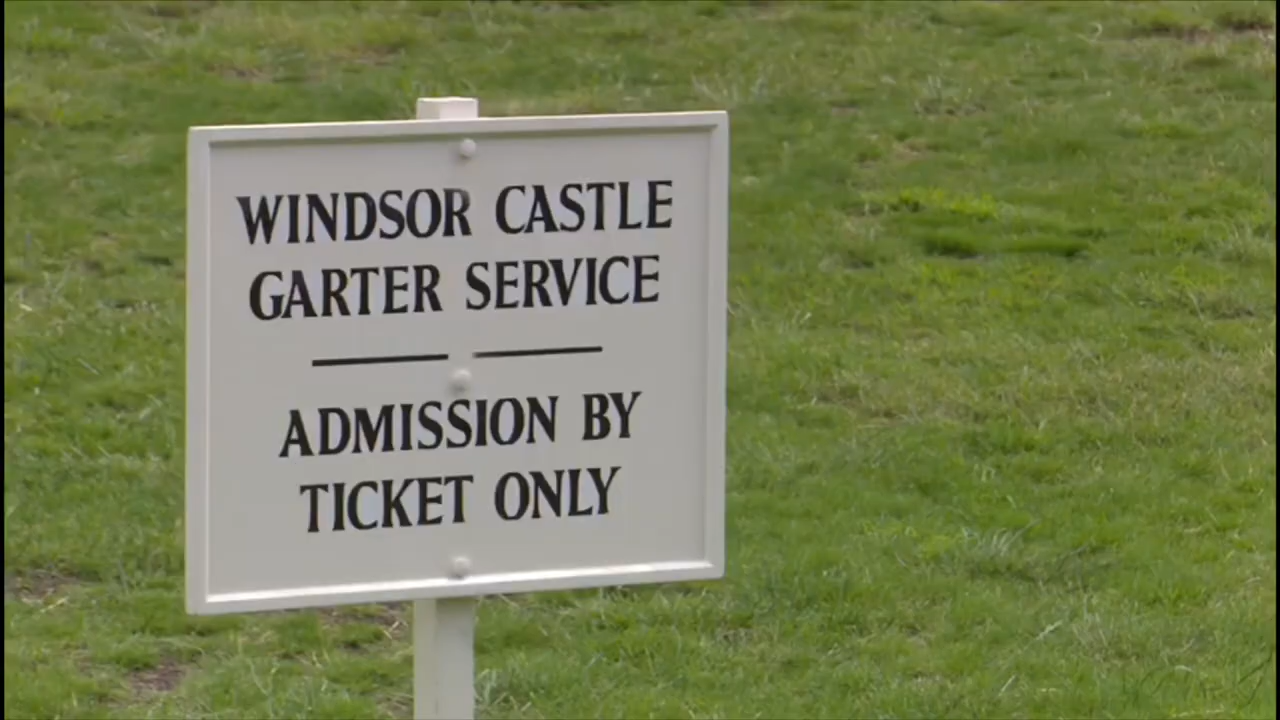 WINDSOR CASTLE
GARTER SERVICE
ADMISSION BY
TICKET ONLY